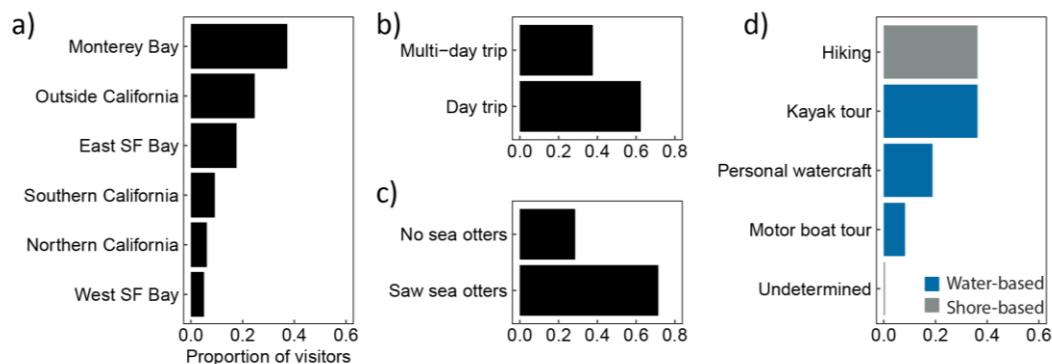 a)
Monterey Bay
Outside California
East SF Bay
Southern California
Northern California
West SF Bay
0.0 0.2 0.4 0.6
Proportion of visitors
b)
Multi−day trip
Day trip
0.0 0.2 0.4 0.6 0.8
c)
No sea otters
Saw sea otters
0.0 0.2 0.4 0.6 0.8
d)
Hiking
Kayak tour
Personal watercraft
Motor boat tour
Undetermined
Water-based
Shore-based
0.0 0.2 0.4 0.6